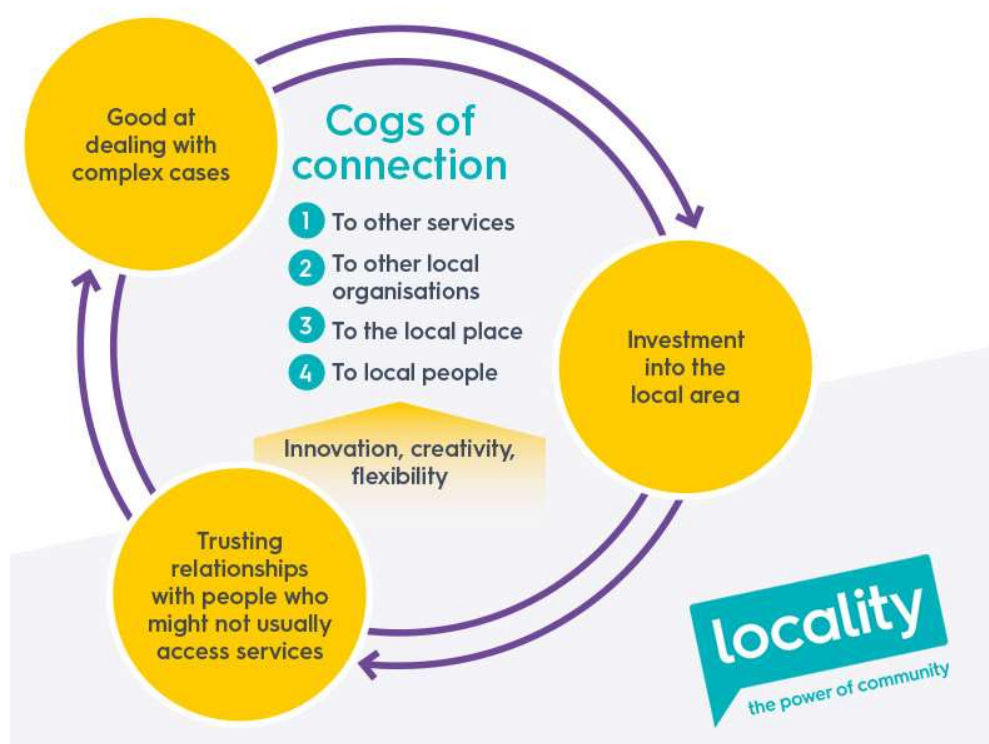 Good at
dealing with
complex cases
Cogs of
connection
1 To other services
2 To other local
organisations
3 To the local place
4 To local people
Innovation, creativity,
flexibility
Investment
into the
local area
Trusting
relationships
with people who
might not usually
access services
locality
the power of community